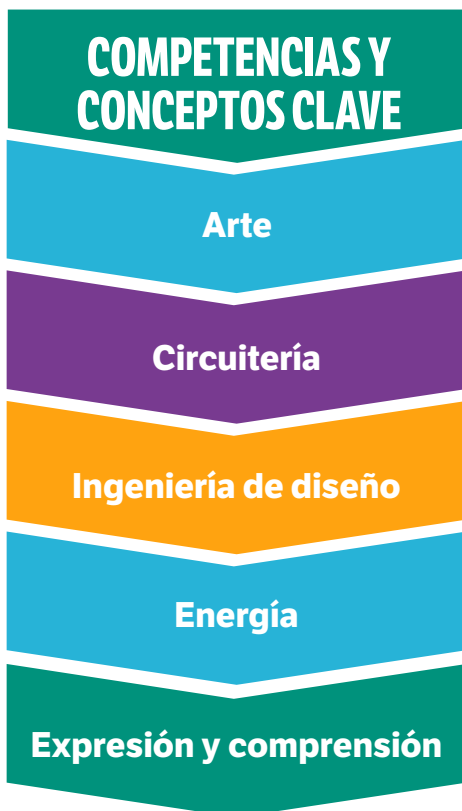 COMPETENCIAS Y
CONCEPTOS CLAVE
Arte
Circuitería
Ingeniería de diseño
Energía
Expresión y comprensión